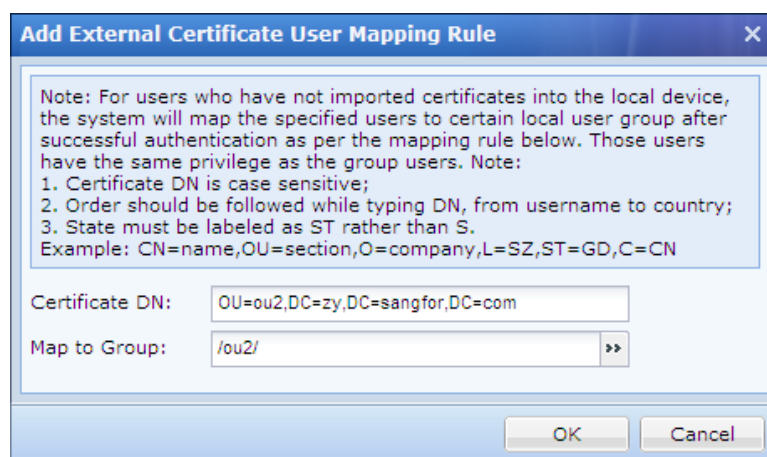 Add External Certificate User Mapping Rule
Note: For users who have not imported certificates into the local device,
the system will map the specified users to certain local user group after
successful authentication as per the mapping rule below. Those users
have the same privilege as the group users. Note:
1. Certificate DN is case sensitive;
2. Order should be followed while typing DN, from username to country;
3. State must be labeled as ST rather than S.
Example: CN=name,OU=section,O=company,L=SZ,ST=GD,C=CN
Certificate DN: OU=ou2,DC=zy,DC=sangfor,DC=com
Map to Group: /ou2/
OK Cancel